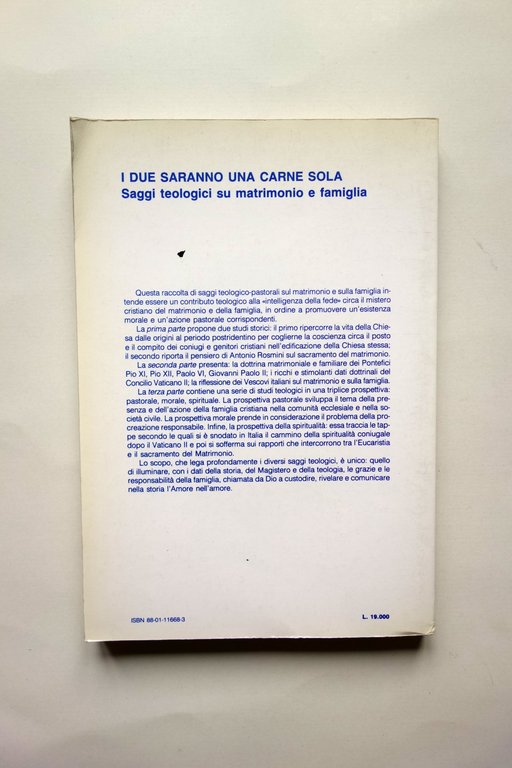 I DUE SARANNO UNA CARNE SOLA
Saggi teologici su matrimonio e famiglia
Questa raccolta di saggi teologico-pastorali sul matrimonio e sulla famiglia in-
tende essere un contributo teologico alla «intelligenza della fede» circa il mistero
cristiano del matrimonio e della famiglia, in ordine a promuovere un'esistenza
morale e un'azione pastorale corrispondenti.
La prima parte propone due studi storici: il primo ripercorre la vita della Chie-
sa dalle origini al periodo postridentino per coglierne la coscienza circa il posto
e il compito dei coniugi e genitori cristiani nell'edificazione della Chiesa stessa;
il secondo riporta il pensiero di Antonio Rosmini sul sacramento del matrimonio.
La seconda parte presenta: la dottrina matrimoniale e familiare dei Pontefici
Pio XI, Pio XII, Paolo VI, Giovanni Paolo II; i ricchi e stimolanti dati dottrinali del
Concilio Vaticano II; la riflessione dei Vescovi italiani sul matrimonio e sulla famiglia.
La terza parte contiene una serie di studi teologici in una triplice prospettiva:
pastorale, morale, spirituale. La prospettiva pastorale sviluppa il tema della pre-
senza e dell'azione della famiglia cristiana nella comunità ecclesiale e nella so-
cietà civile. La prospettiva morale prende in considerazione il problema della pro-
creazione responsabile. Infine, la prospettiva della spiritualità: essa traccia le tap-
pe secondo le quali si è snodato in Italia il cammino della spiritualità coniugale
dopo il Vaticano II e poi si sofferma sui rapporti che intercorrono tra l'Eucaristia
e il sacramento del Matrimonio.
Lo scopo, che lega profondamente i diversi saggi teologici, è unico: quello
di illuminare, con i dati della storia, del Magistero e della teologia, le grazie e le
responsabilità della famiglia, chiamata da Dio a custodire, rivelare e comunicare
nella storia l'Amore nell'amore.
ISBN 88-01-11668-3
L. 19.000